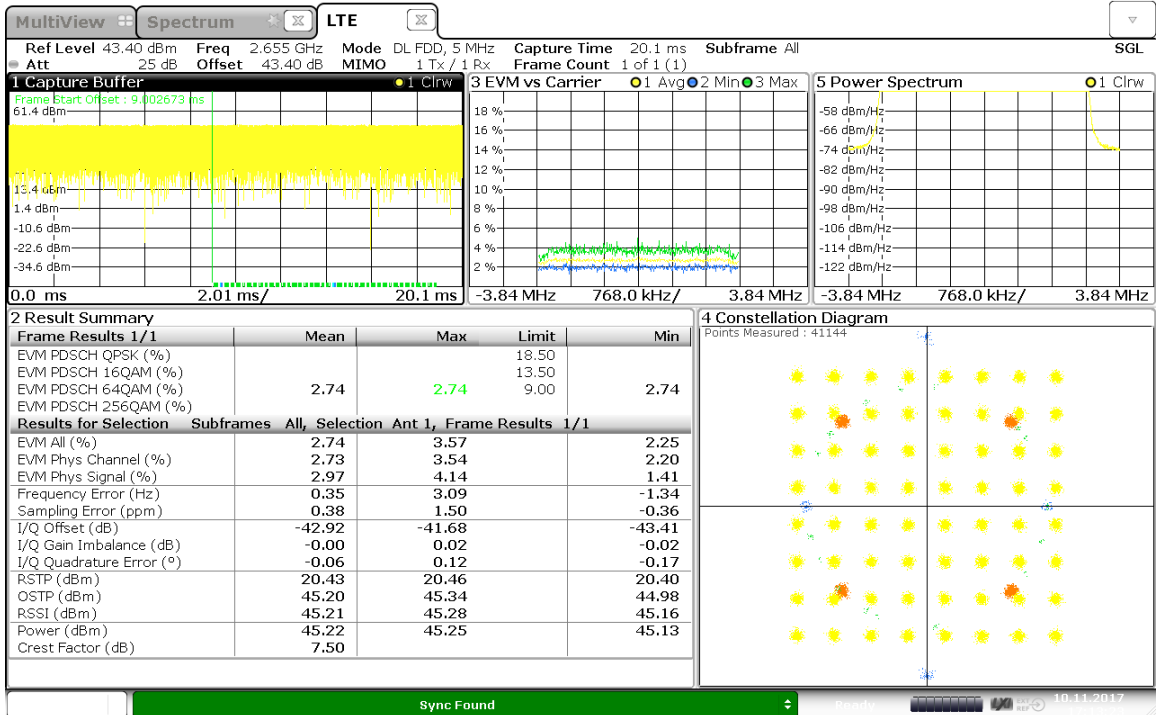 MultiView Spectrum LTE
Ref Level 43.40 dBm Freq 2.655 GHz Mode DL FDD, 5 MHz Capture Time 20.1 ms Subframe All SGL
Att 25 dB Offset 43.40 dB MIMO 1 Tx / 1 Rx Frame Count 1 of 1 (1)
1 Capture Buffer 1 Clrw
Frame Start Offset : 9.002673 ms
61.4 dBm
13.4 dBm
1.4 dBm
-10.6 dBm
-22.6 dBm
-34.6 dBm
0.0 ms 2.01 ms/ 20.1 ms
3 EVM vs Carrier 1 Avg 2 Min 3 Max
18 %
16 %
14 %
12 %
10 %
8 %
6 %
4 %
2 %
-3.84 MHz 768.0 kHz/ 3.84 MHz
5 Power Spectrum 1 Clrw
-58 dBm/Hz
-66 dBm/Hz
-74 dBm/Hz
-82 dBm/Hz
-90 dBm/Hz
-98 dBm/Hz
-106 dBm/Hz
-114 dBm/Hz
-122 dBm/Hz
-3.84 MHz 768.0 kHz/ 3.84 MHz
2 Result Summary
Frame Results 1/1 Mean Max Limit Min
EVM PDSCH QPSK (%) 18.50
EVM PDSCH 16QAM (%) 13.50
EVM PDSCH 64QAM (%) 2.74 2.74 9.00 2.74
EVM PDSCH 256QAM (%)
Results for Selection Subframes All, Selection Ant 1, Frame Results 1/1
EVM All (%) 2.74 3.57 2.25
EVM Phys Channel (%) 2.73 3.54 2.20
EVM Phys Signal (%) 2.97 4.14 1.41
Frequency Error (Hz) 0.35 3.09 -1.34
Sampling Error (ppm) 0.38 1.50 -0.36
I/Q Offset (dB) -42.92 -41.68 -43.41
I/Q Gain Imbalance (dB) -0.00 0.02 -0.02
I/Q Quadrature Error (°) -0.06 0.12 -0.17
RSTP (dBm) 20.43 20.46 20.40
OSTP (dBm) 45.20 45.34 44.98
RSSI (dBm) 45.21 45.28 45.16
Power (dBm) 45.22 45.25 45.13
Crest Factor (dB) 7.50
4 Constellation Diagram
Points Measured : 41144
Sync Found Ready LXI EXT REF 10.11.2017